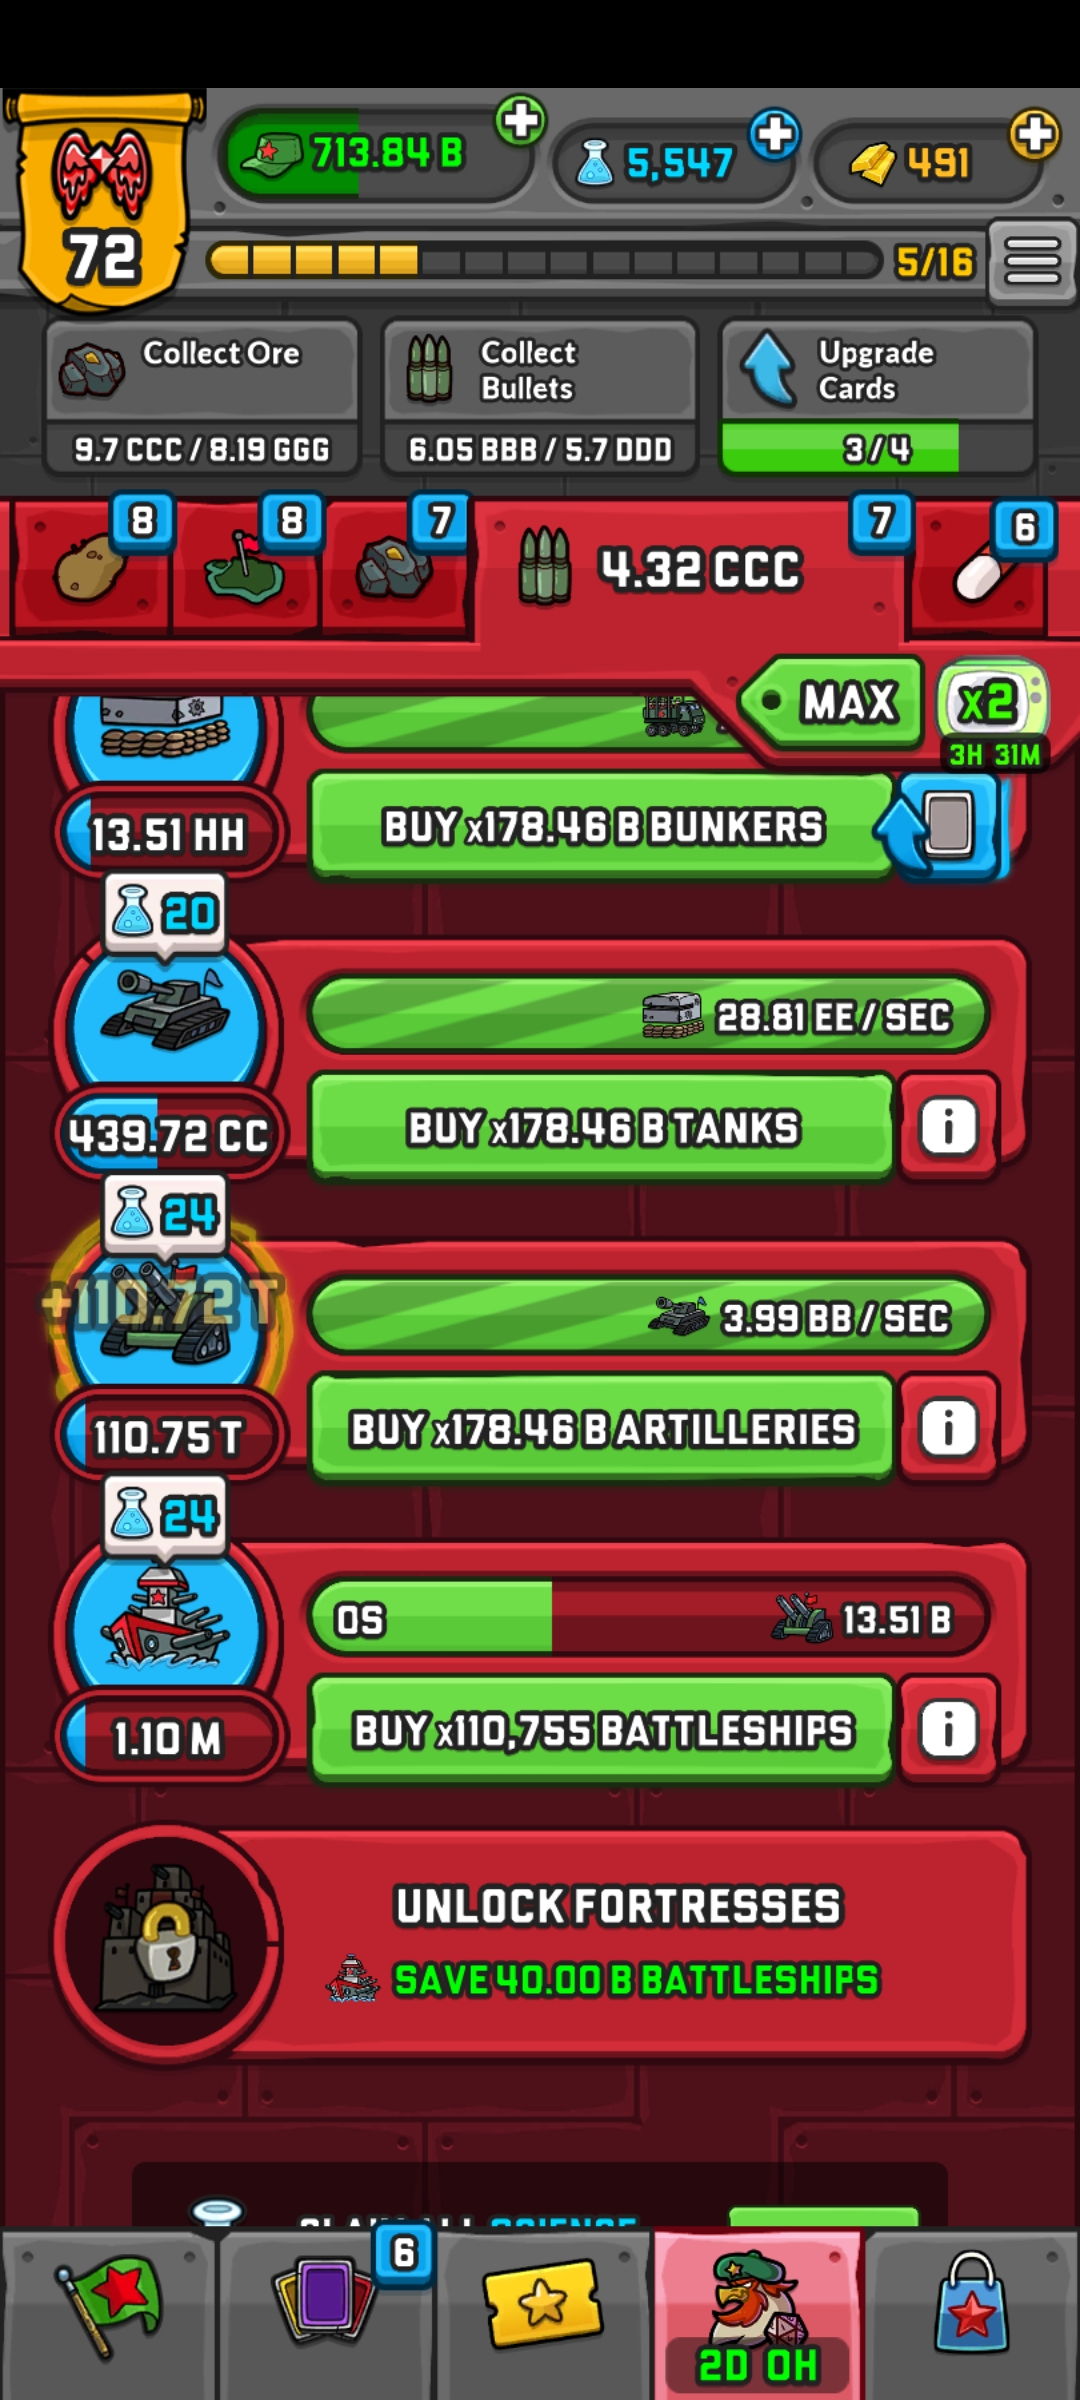 713.84 B
5,547
491
72
5/16
Collect Ore
9.7 CCC / 8.19 GGG
Collect
Bullets
6.05 BBB / 5.7 DDD
Upgrade
Cards
3 / 4
8
8
7
4.32 CCC
7
6
MAX
x2
3H 31M
13.51 HH
BUY x178.46 B BUNKERS
20
28.81 EE / SEC
439.72 CC
BUY x178.46 B TANKS
i
24
+110.72 T
3.99 BB / SEC
110.75 T
BUY x178.46 B ARTILLERIES
i
24
0S
13.51 B
1.10 M
BUY x110,755 BATTLESHIPS
i
UNLOCK FORTRESSES
SAVE 40.00 B BATTLESHIPS
6
2D 0H